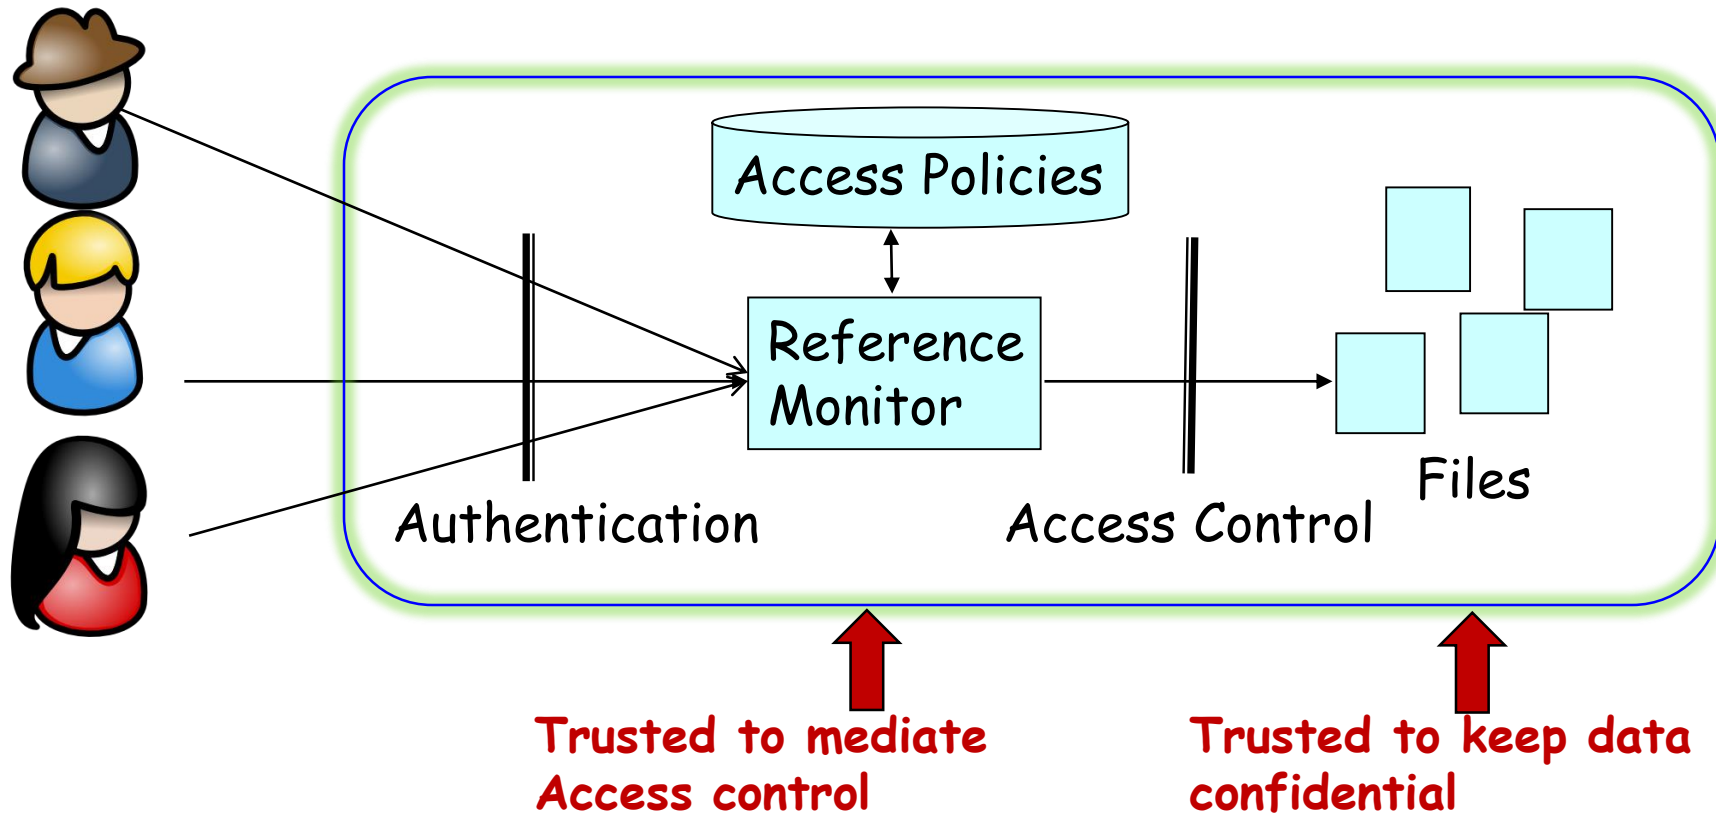 Access Policies
Reference
Monitor
Files
Authentication
Access Control
Trusted to mediate
Access control
Trusted to keep data
confidential